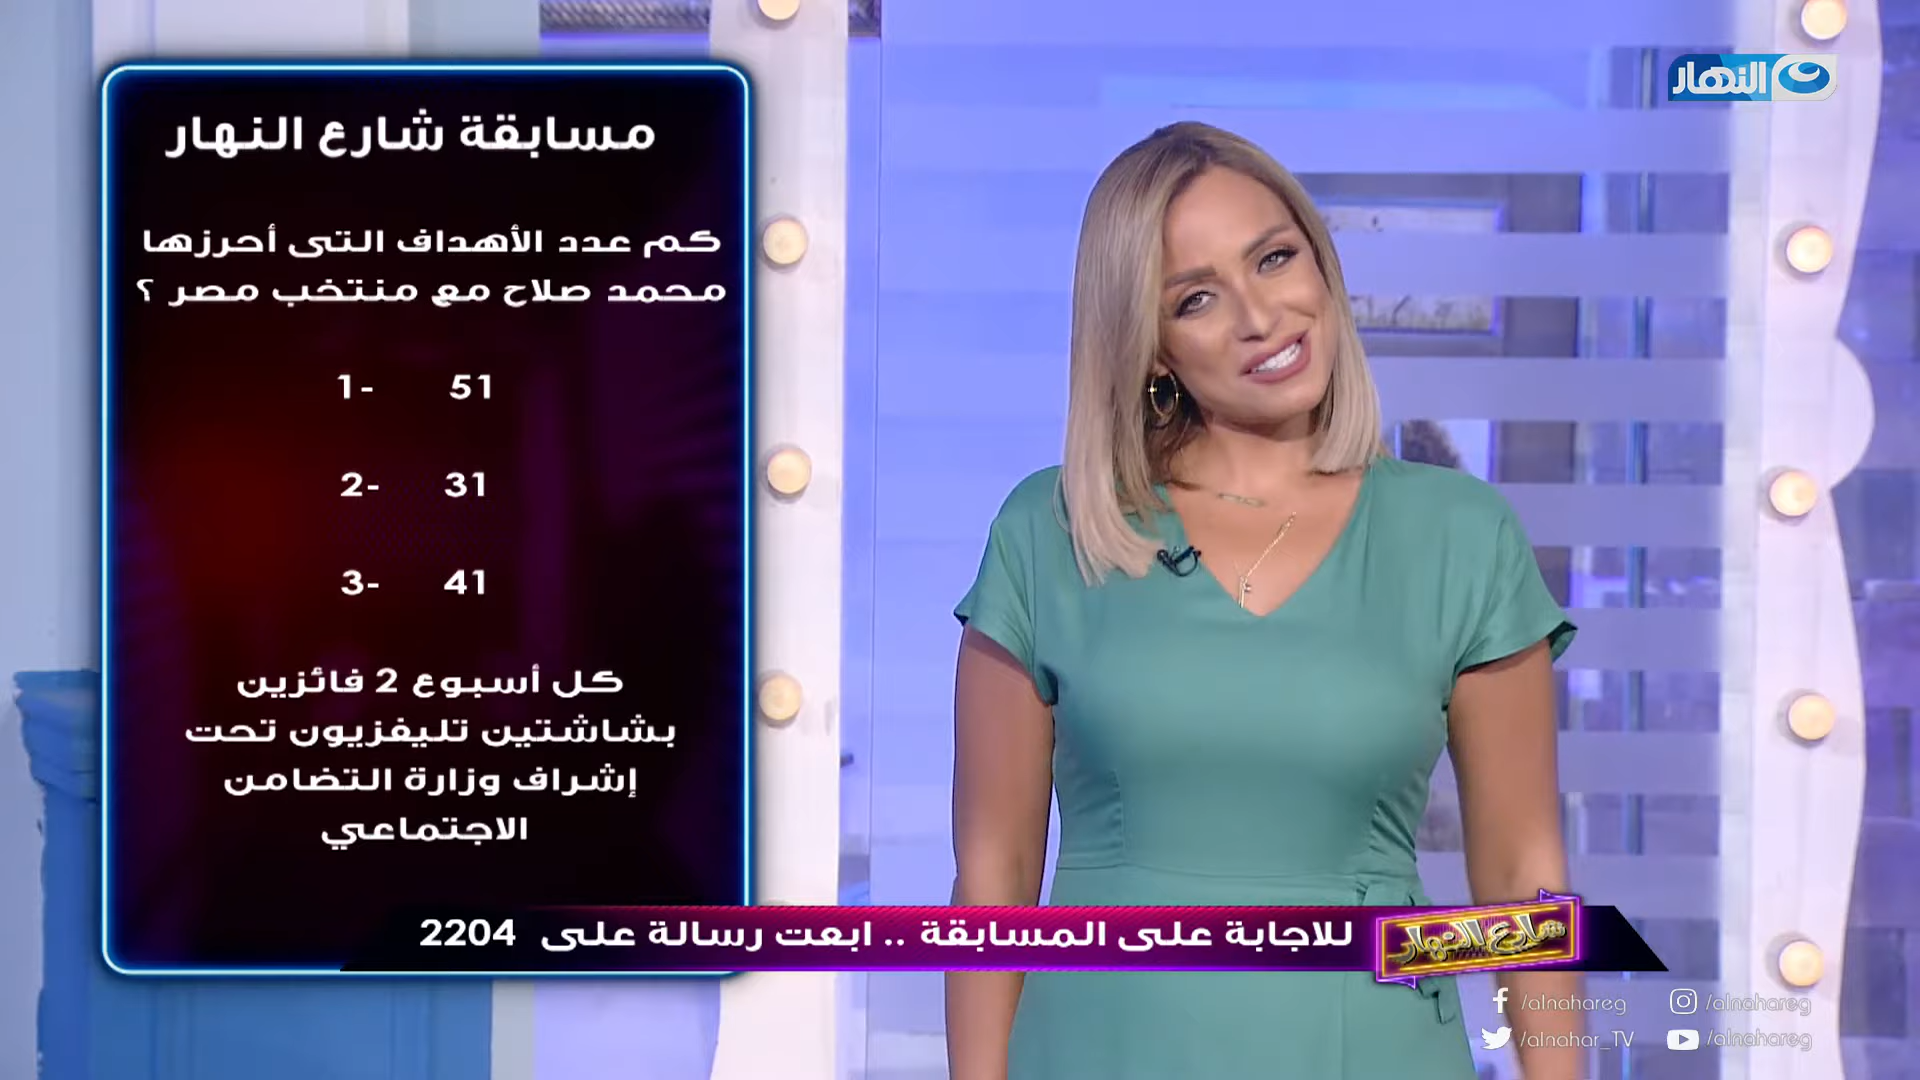 النهار
مسابقة شارع النهار
كم عدد الأهداف التى أحرزها
محمد صلاح مع منتخب مصر ؟
1- 51
2- 31
3- 41
كل أسبوع 2 فائزين
بشاشتين تليفزيون تحت
إشراف وزارة التضامن
الاجتماعي
للاجابة على المسابقة .. ابعت رسالة على 2204
شارع النهار
/alnahareg
/alnahareg
/alnahar_TV
/alnahareg